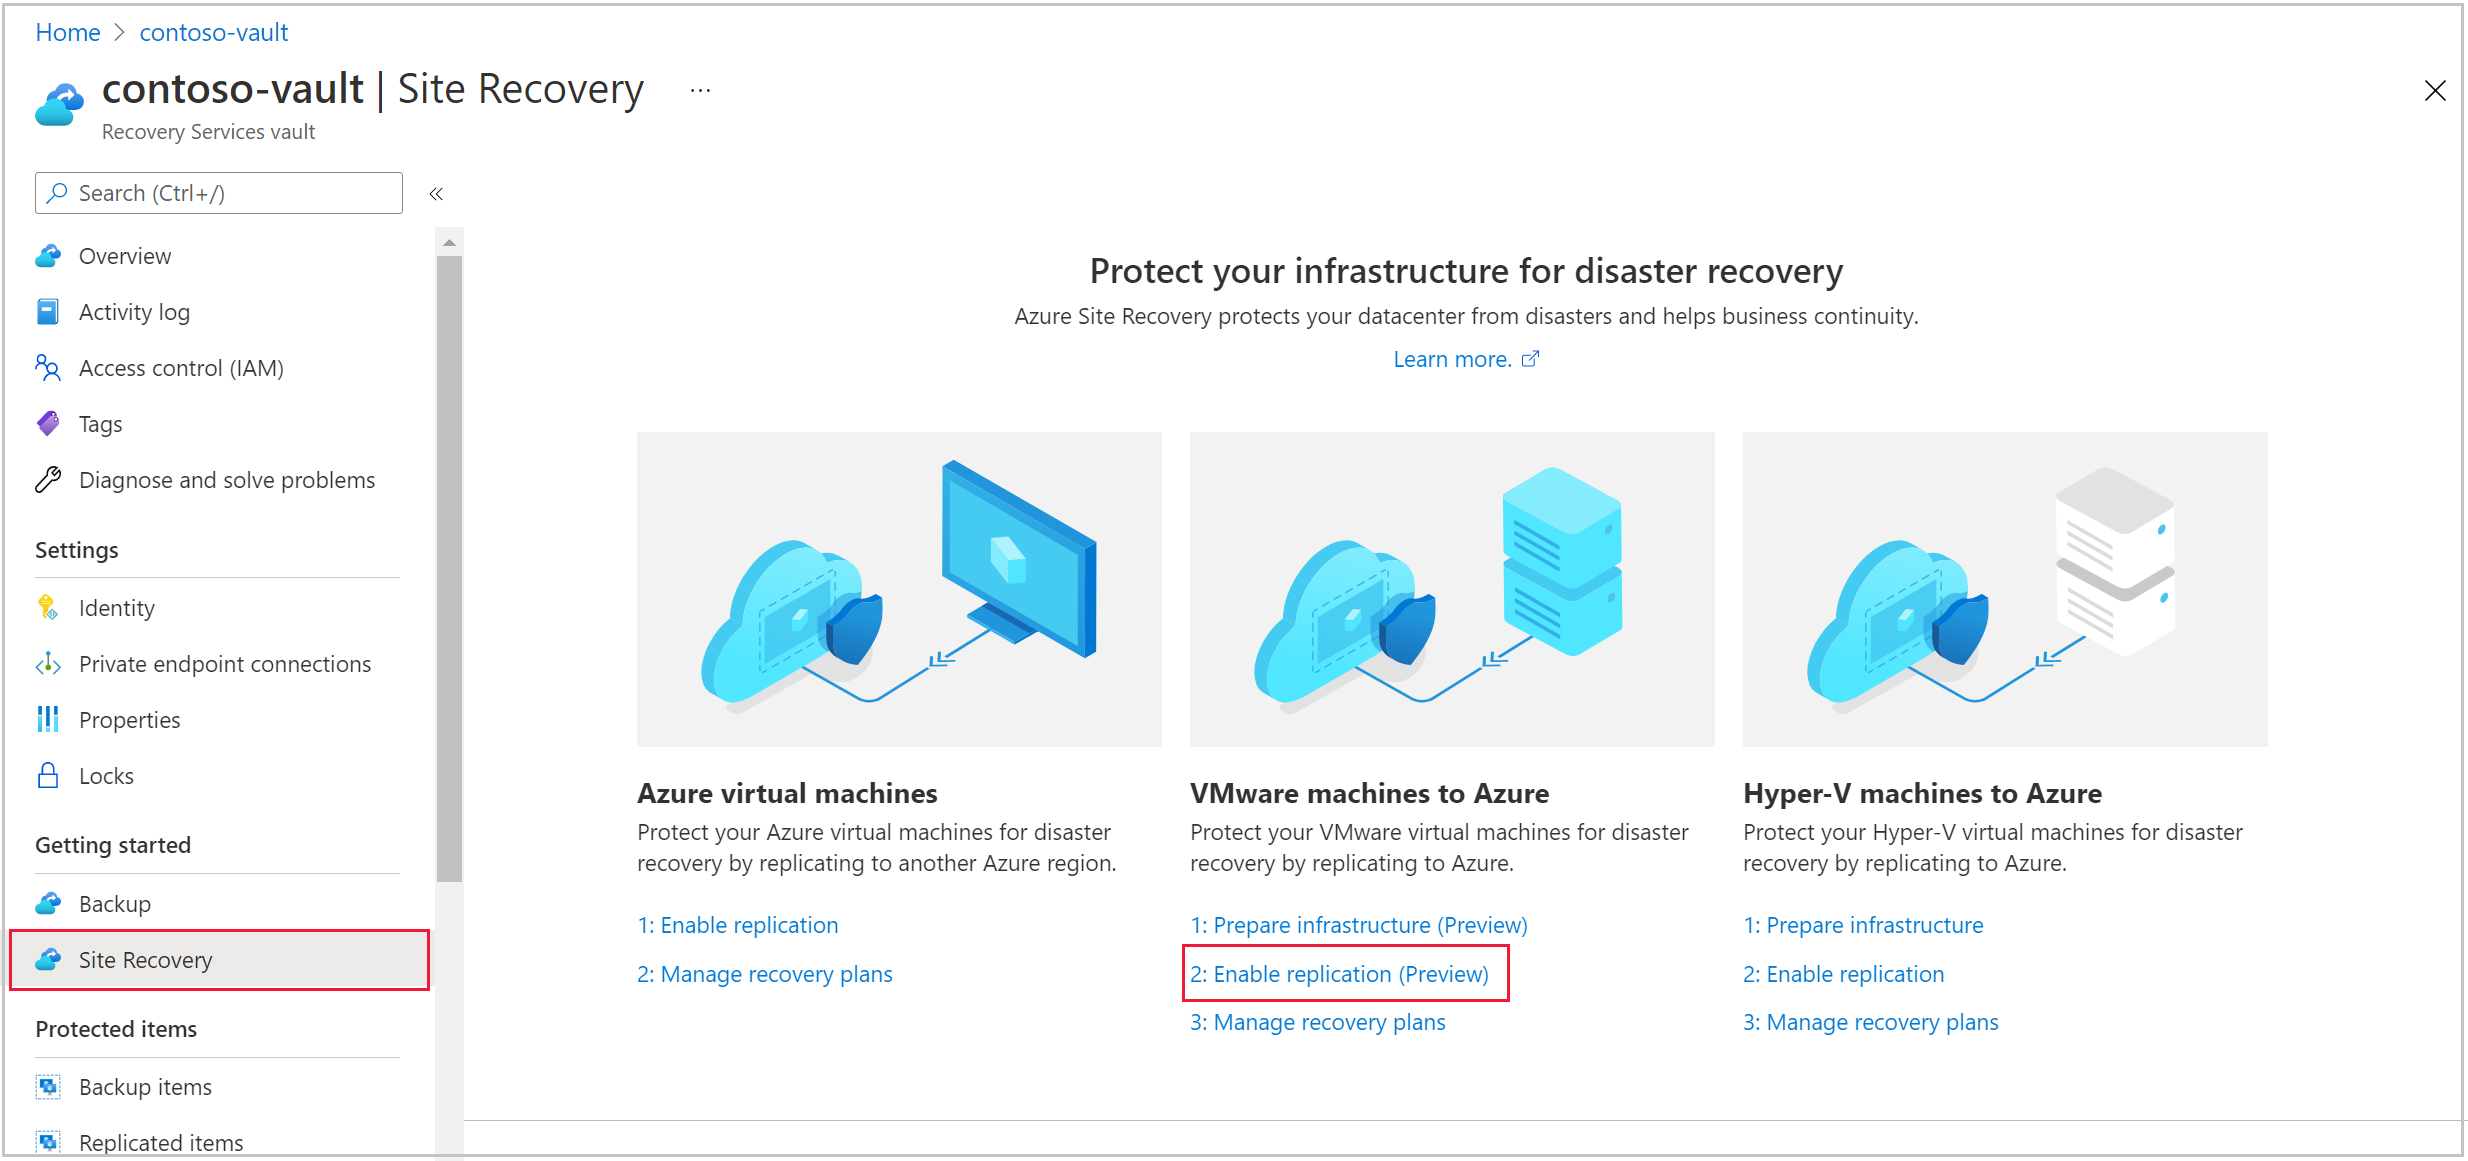 Home > contoso-vault
contoso-vault | Site Recovery ...
Recovery Services vault
Search (Ctrl+/) «
Overview
Activity log
Access control (IAM)
Tags
Diagnose and solve problems
Settings
Identity
Private endpoint connections
Properties
Locks
Getting started
Backup
Site Recovery
Protected items
Backup items
Replicated items
Protect your infrastructure for disaster recovery
Azure Site Recovery protects your datacenter from disasters and helps business continuity.
Learn more.
Azure virtual machines
Protect your Azure virtual machines for disaster
recovery by replicating to another Azure region.
1: Enable replication
2: Manage recovery plans
VMware machines to Azure
Protect your VMware virtual machines for disaster
recovery by replicating to Azure.
1: Prepare infrastructure (Preview)
2: Enable replication (Preview)
3: Manage recovery plans
Hyper-V machines to Azure
Protect your Hyper-V virtual machines for disaster
recovery by replicating to Azure.
1: Prepare infrastructure
2: Enable replication
3: Manage recovery plans